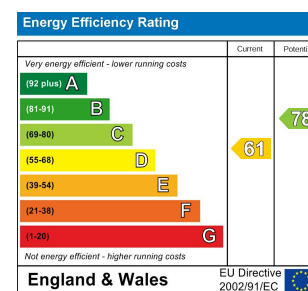 Energy Efficiency Rating
Current
Very energy efficient - lower running costs
(92 plus) A
(81-91) B
(69-80) C
(55-68) D
(39-54) E
(21-38) F
(1-20) G
61
78
Not energy efficient - higher running costs
England & Wales
EU Directive
2002/91/EC